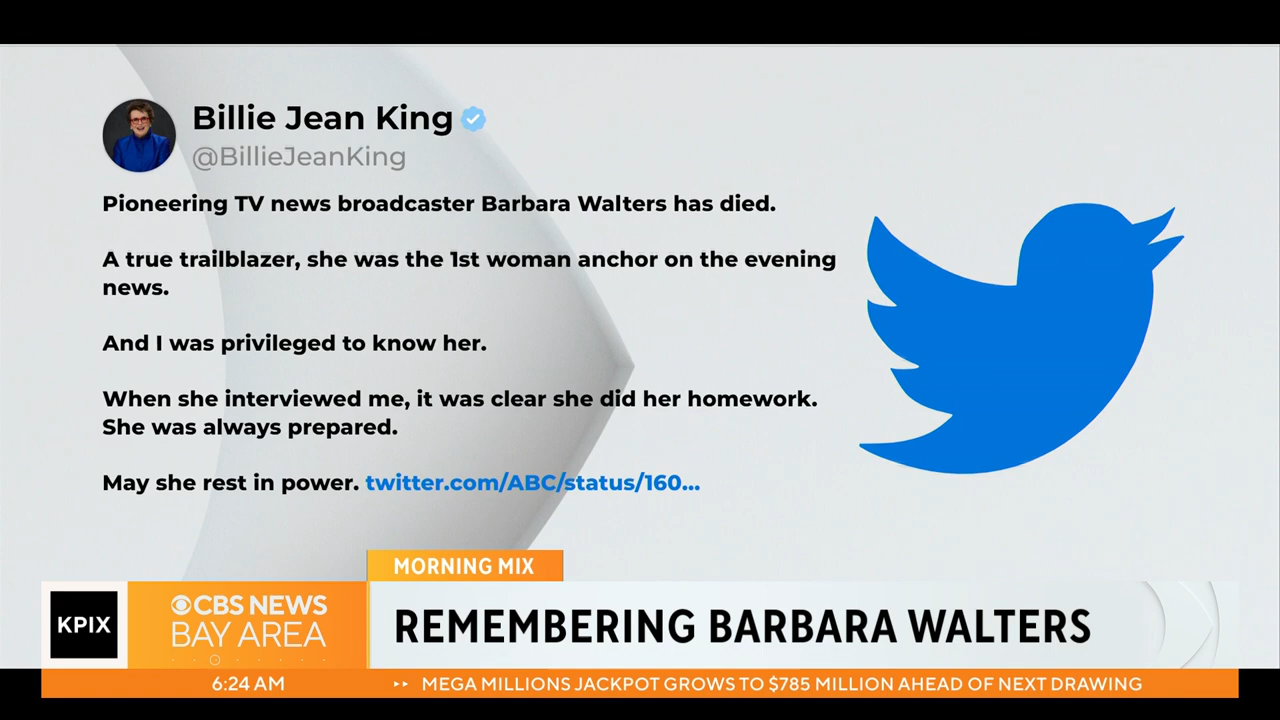 Billie Jean King
@BillieJeanKing
Pioneering TV news broadcaster Barbara Walters has died.
A true trailblazer, she was the 1st woman anchor on the evening
news.
And I was privileged to know her.
When she interviewed me, it was clear she did her homework.
She was always prepared.
May she rest in power. twitter.com/ABC/status/160...
MORNING MIX
KPIX
CBS NEWS
BAY AREA
REMEMBERING BARBARA WALTERS
6:24 AM
MEGA MILLIONS JACKPOT GROWS TO $785 MILLION AHEAD OF NEXT DRAWING